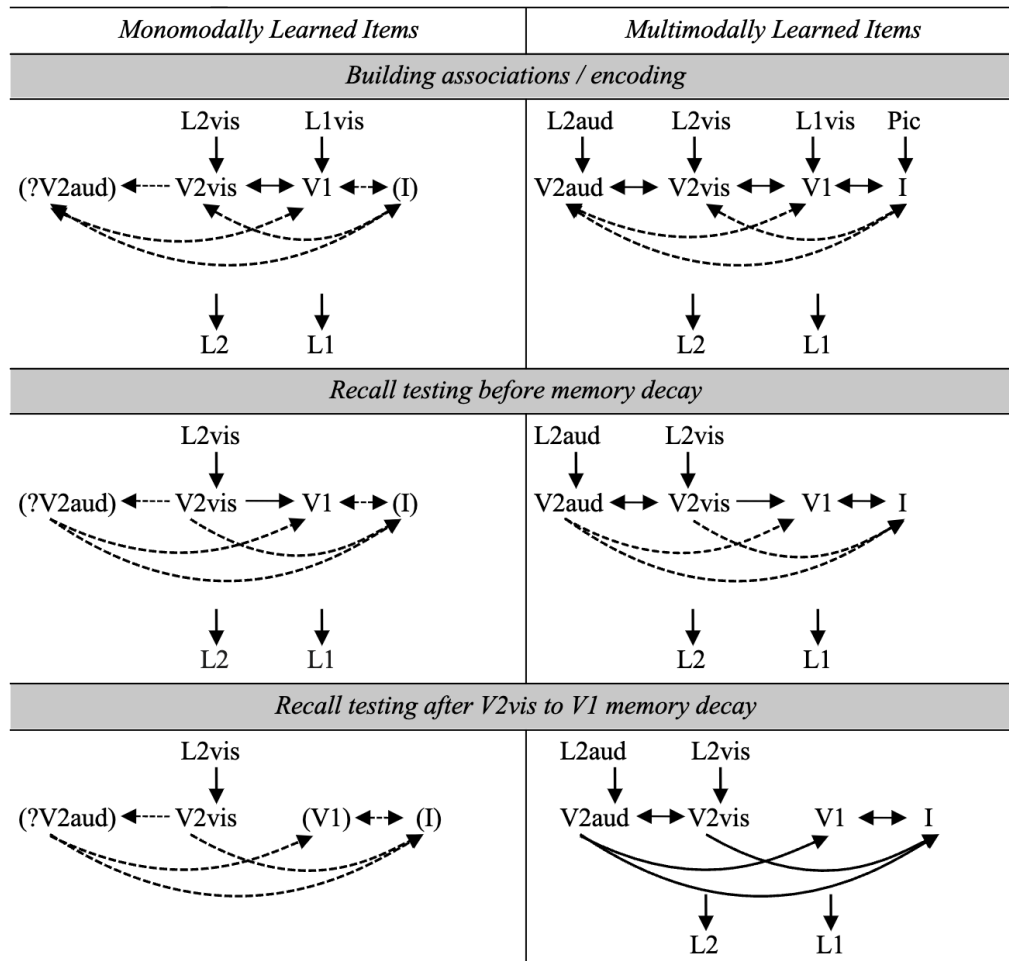 Monomodally Learned Items Multimodally Learned Items
Building associations / encoding
L2vis L1vis L2aud L2vis L1vis Pic
(?V2aud) V2vis V1 (I) V2aud V2vis V1 I
L2 L1 L2 L1
Recall testing before memory decay
L2vis L2aud L2vis
(?V2aud) V2vis V1 (I) V2aud V2vis V1 I
L2 L1 L2 L1
Recall testing after V2vis to V1 memory decay
L2vis L2aud L2vis
(?V2aud) V2vis (V1) (I) V2aud V2vis V1 I
L2 L1